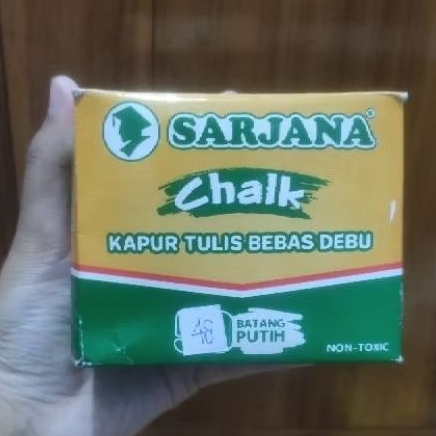 SARJANA®
Chalk
KAPUR TULIS BEBAS DEBU
48 BATANG
PUTIH
NON-TOXIC